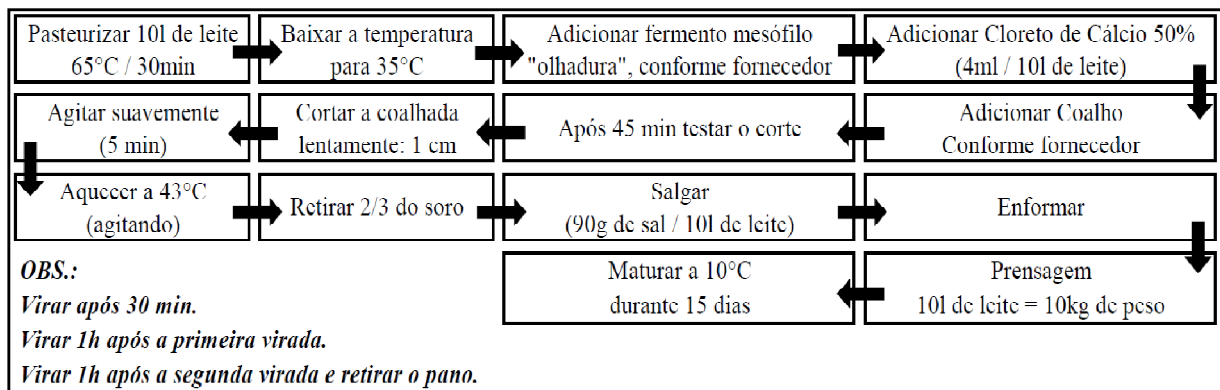 Pasteurizar 10l de leite
65°C / 30min
Baixar a temperatura
para 35°C
Adicionar fermento mesófilo
"olhadura", conforme fornecedor
Adicionar Cloreto de Cálcio 50%
(4ml / 10l de leite)
Adicionar Coalho
Conforme fornecedor
Após 45 min testar o corte
Cortar a coalhada
lentamente: 1 cm
Agitar suavemente
(5 min)
Aquecer a 43°C
(agitando)
Retirar 2/3 do soro
Salgar
(90g de sal / 10l de leite)
Enformar
Prensagem
10l de leite = 10kg de peso
Maturar a 10°C
durante 15 dias
OBS.:
Virar após 30 min.
Virar 1h após a primeira virada.
Virar 1h após a segunda virada e retirar o pano.